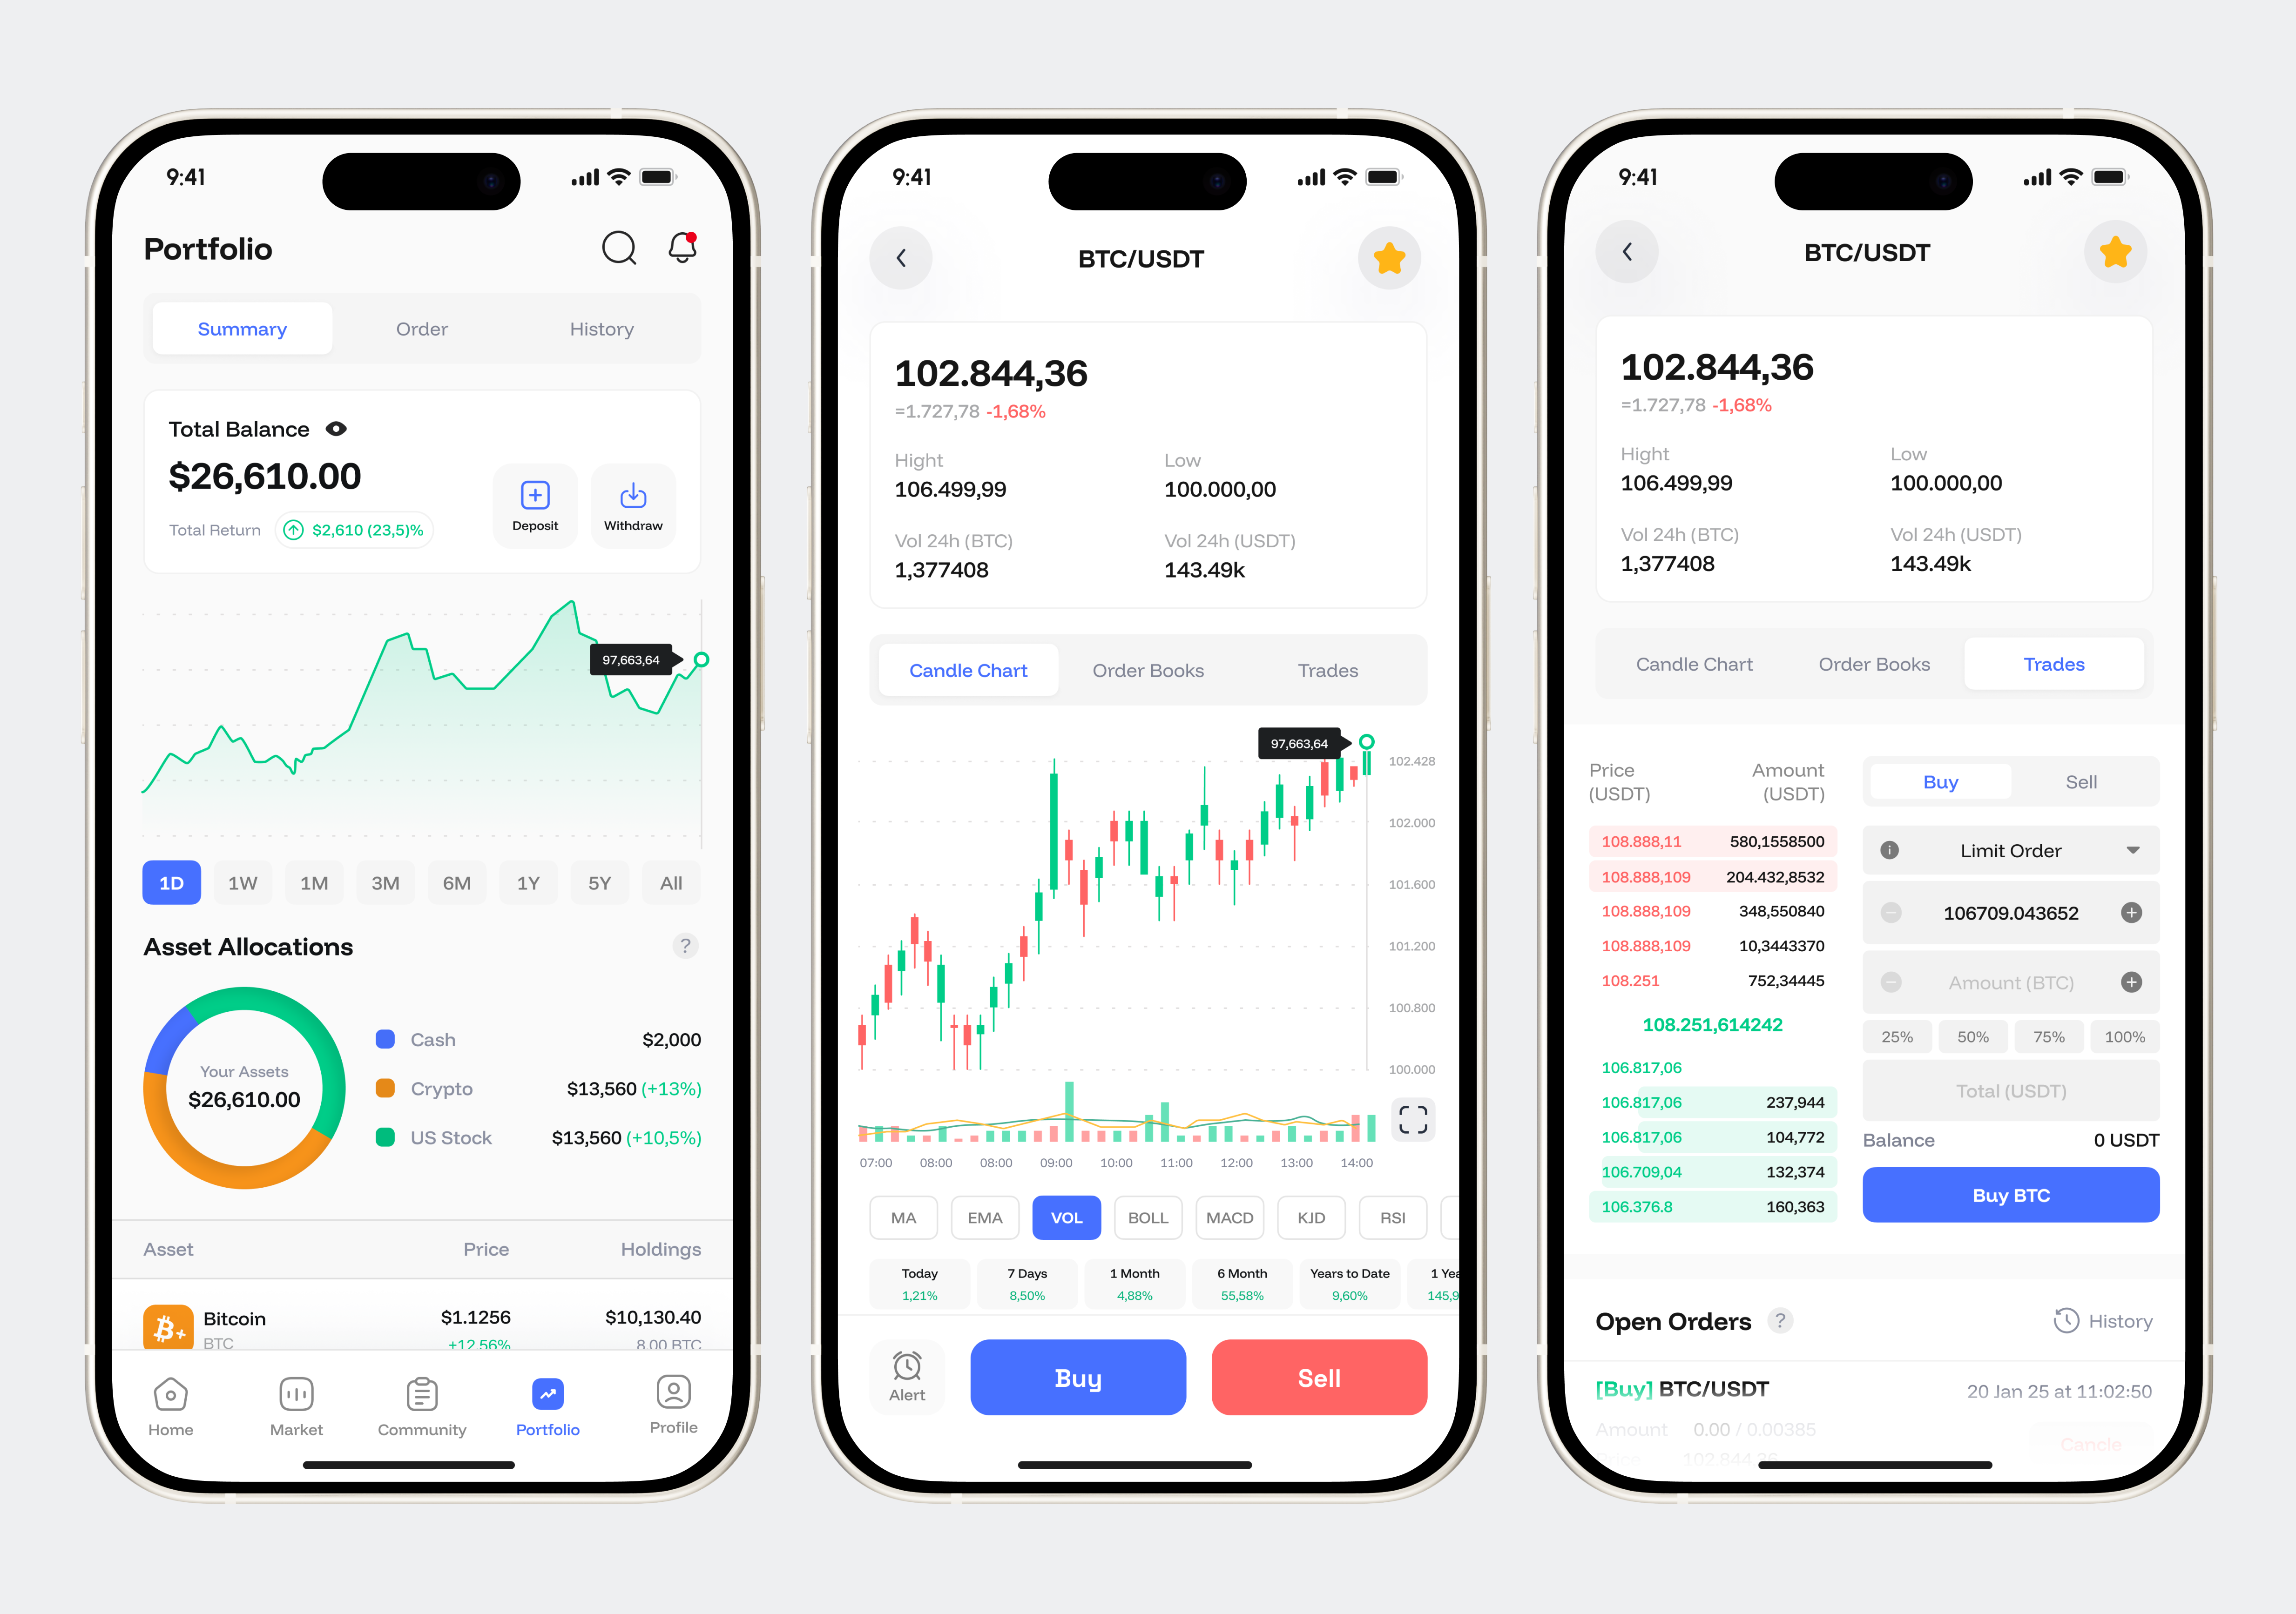 9:41
Portfolio
Summary Order History
Total Balance
$26,610.00
Total Return $2,610 (23,5)%
Deposit Withdraw
97,663,64
1D 1W 1M 3M 6M 1Y 5Y All
Asset Allocations ?
Your Assets
$26,610.00
Cash $2,000
Crypto $13,560 (+13%)
US Stock $13,560 (+10,5%)
Asset Price Holdings
Bitcoin $1.1256 $10,130.40
BTC +12.56% 8.00 BTC
Home Market Community Portfolio Profile
9:41
BTC/USDT
102.844,36
=1.727,78 -1,68%
Hight Low
106.499,99 100.000,00
Vol 24h (BTC) Vol 24h (USDT)
1,377408 143.49k
Candle Chart Order Books Trades
97,663,64
102.428
102.000
101.600
101.200
100.800
100.000
07:00 08:00 08:00 09:00 10:00 11:00 12:00 13:00 14:00
MA EMA VOL BOLL MACD KJD RSI
Today 7 Days 1 Month 6 Month Years to Date 1 Yea
1,21% 8,50% 4,88% 55,58% 9,60% 145,9
Alert Buy Sell
9:41
BTC/USDT
102.844,36
=1.727,78 -1,68%
Hight Low
106.499,99 100.000,00
Vol 24h (BTC) Vol 24h (USDT)
1,377408 143.49k
Candle Chart Order Books Trades
Price Amount
(USDT) (USDT)
108.888,11 580,1558500
108.888,109 204.432,8532
108.888,109 348,550840
108.888,109 10,3443370
108.251 752,34445
108.251,614242
106.817,06
106.817,06 237,944
106.817,06 104,772
106.709,04 132,374
106.376.8 160,363
Buy Sell
Limit Order
106709.043652
Amount (BTC)
25% 50% 75% 100%
Total (USDT)
Balance 0 USDT
Buy BTC
Open Orders ? History
[Buy] BTC/USDT 20 Jan 25 at 11:02:50
Amount 0.00 / 0.00385
Cancle
Price 102.844,36